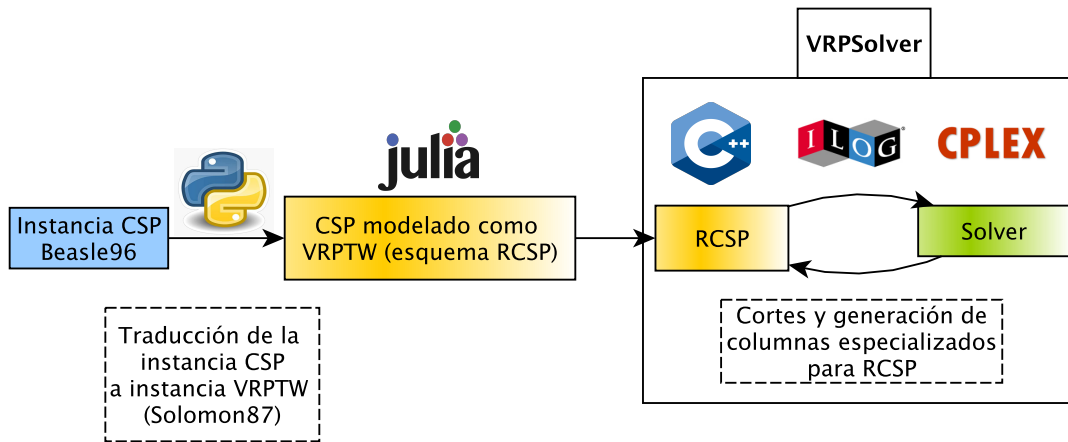 VRPSolver
C++
ILOG
CPLEX
julia
Instancia CSP
Beasle96
CSP modelado como
VRPTW (esquema RCSP)
RCSP
Solver
Traducción de la
instancia CSP
a instancia VRPTW
(Solomon87)
Cortes y generación de
columnas especializados
para RCSP